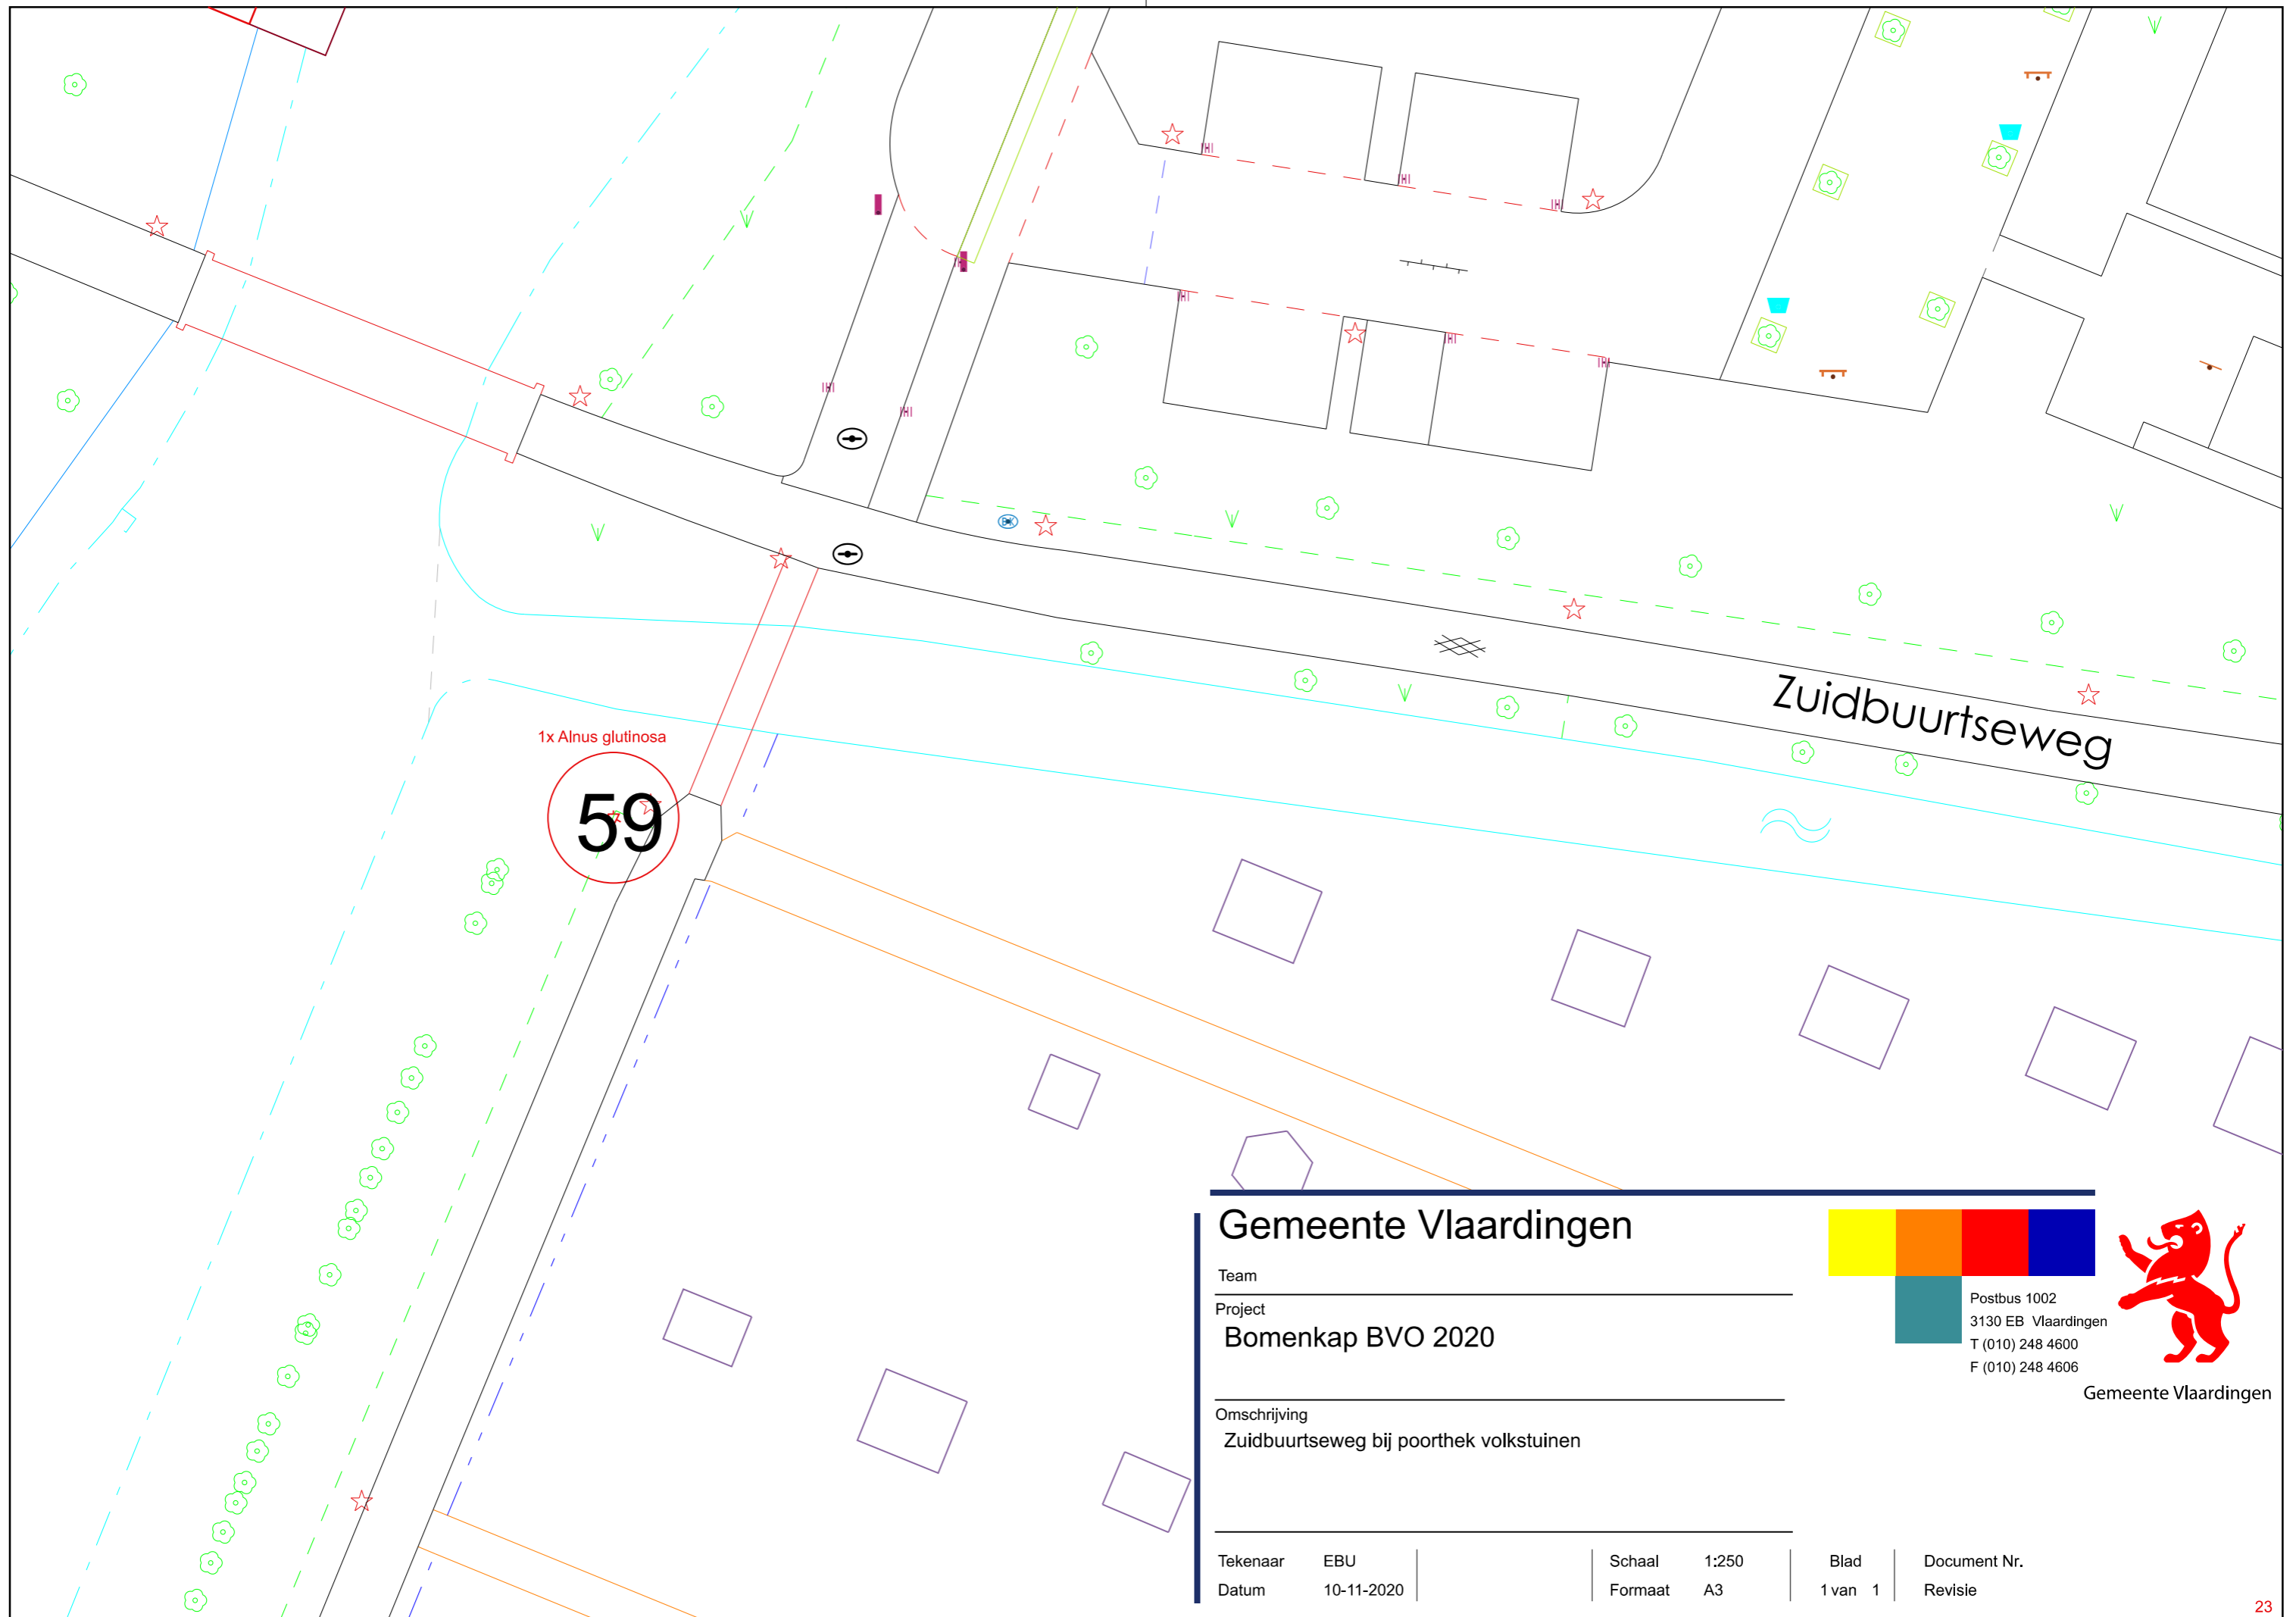 Zuidbuurtseweg
1x Alnus glutinosa
59
Gemeente Vlaardingen
Team
Project
Bomenkap BVO 2020
Postbus 1002
3130 EB Vlaardingen
T (010) 248 4600
F (010) 248 4606
Gemeente Vlaardingen
Omschrijving
Zuidbuurtseweg bij poorthek volkstuinen
Tekenaar EBU Schaal 1:250 Blad Document Nr.
Datum 10-11-2020 Formaat A3 1 van 1 Revisie
23